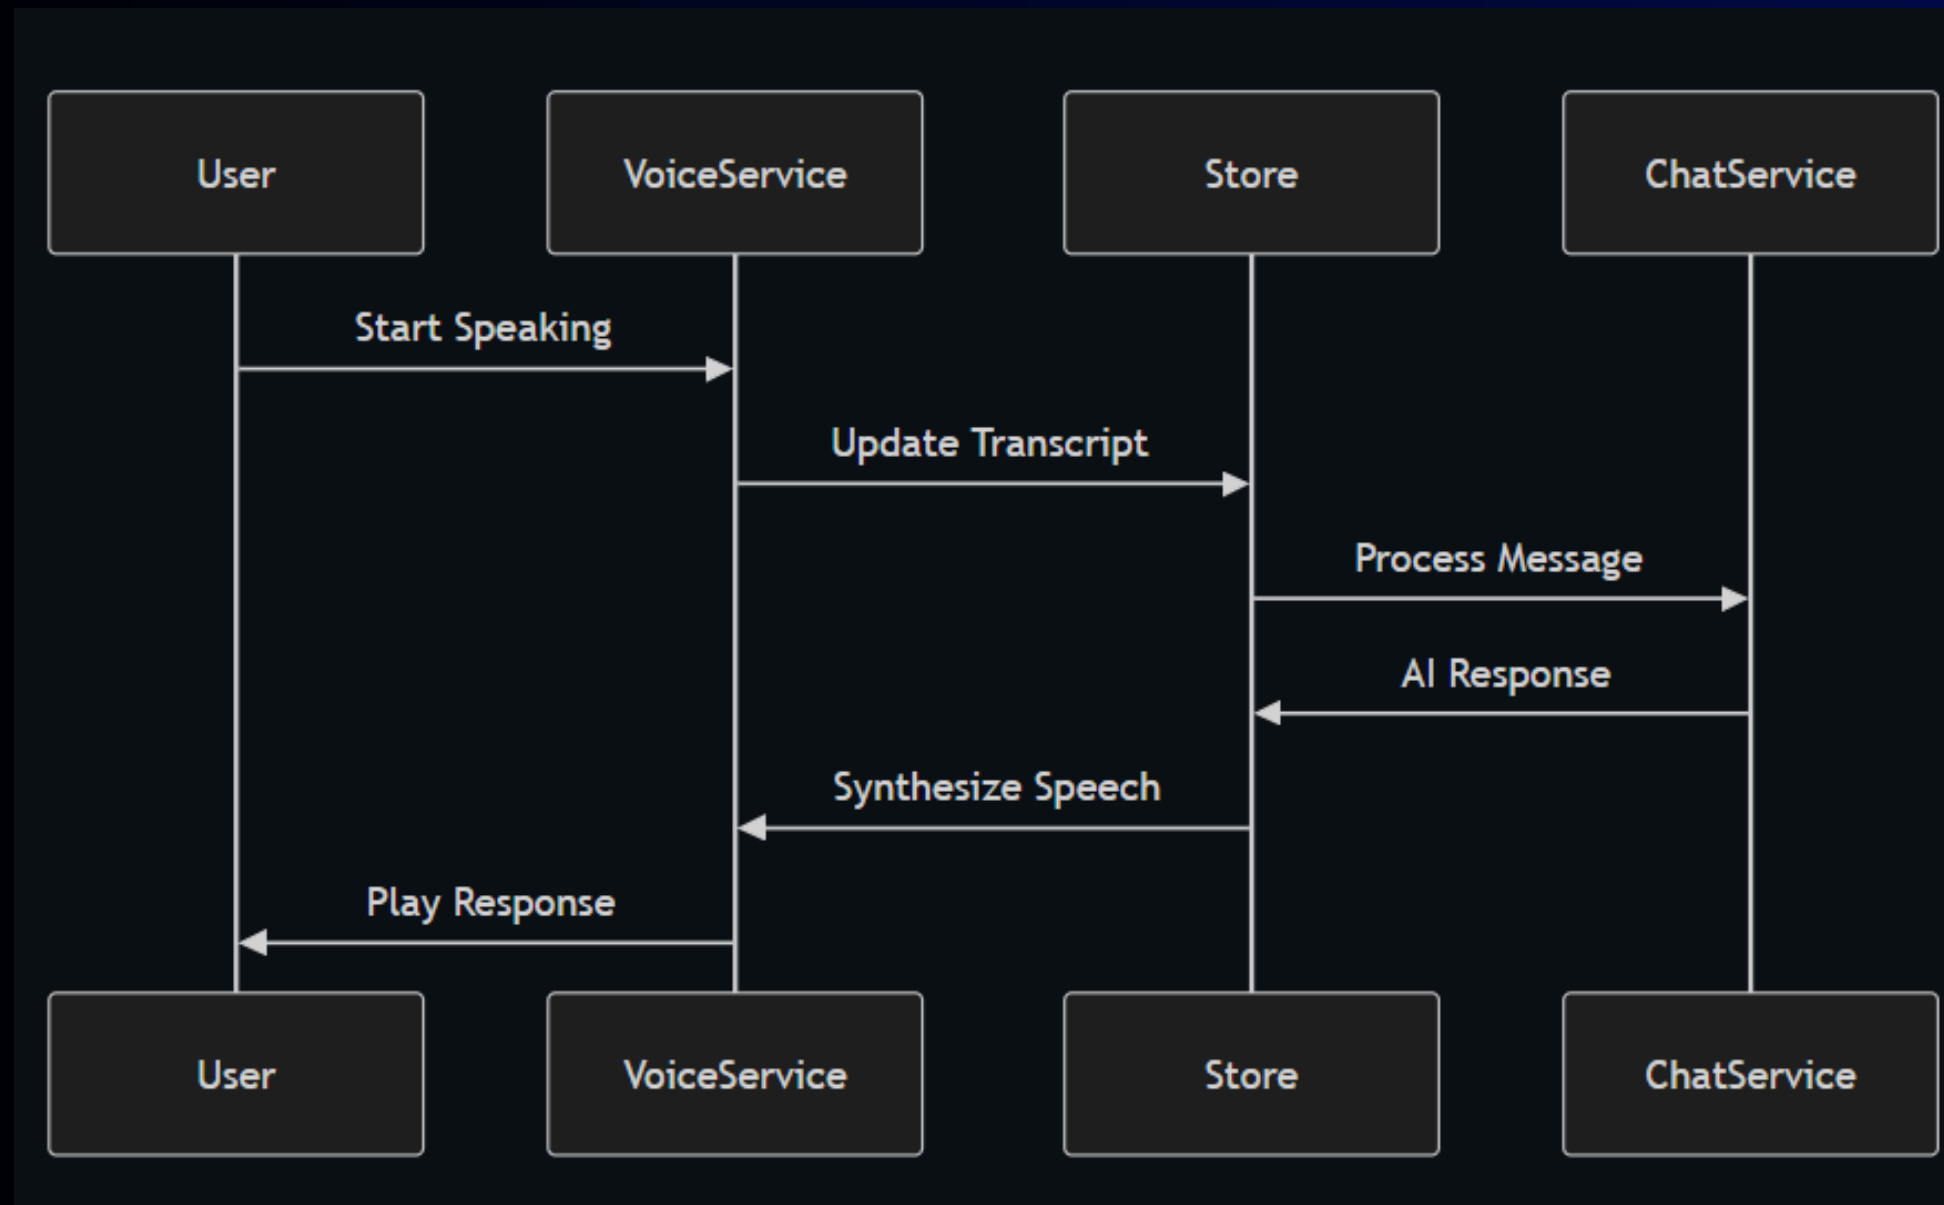 User
VoiceService
Store
ChatService
Start Speaking
Update Transcript
Process Message
AI Response
Synthesize Speech
Play Response
User
VoiceService
Store
ChatService